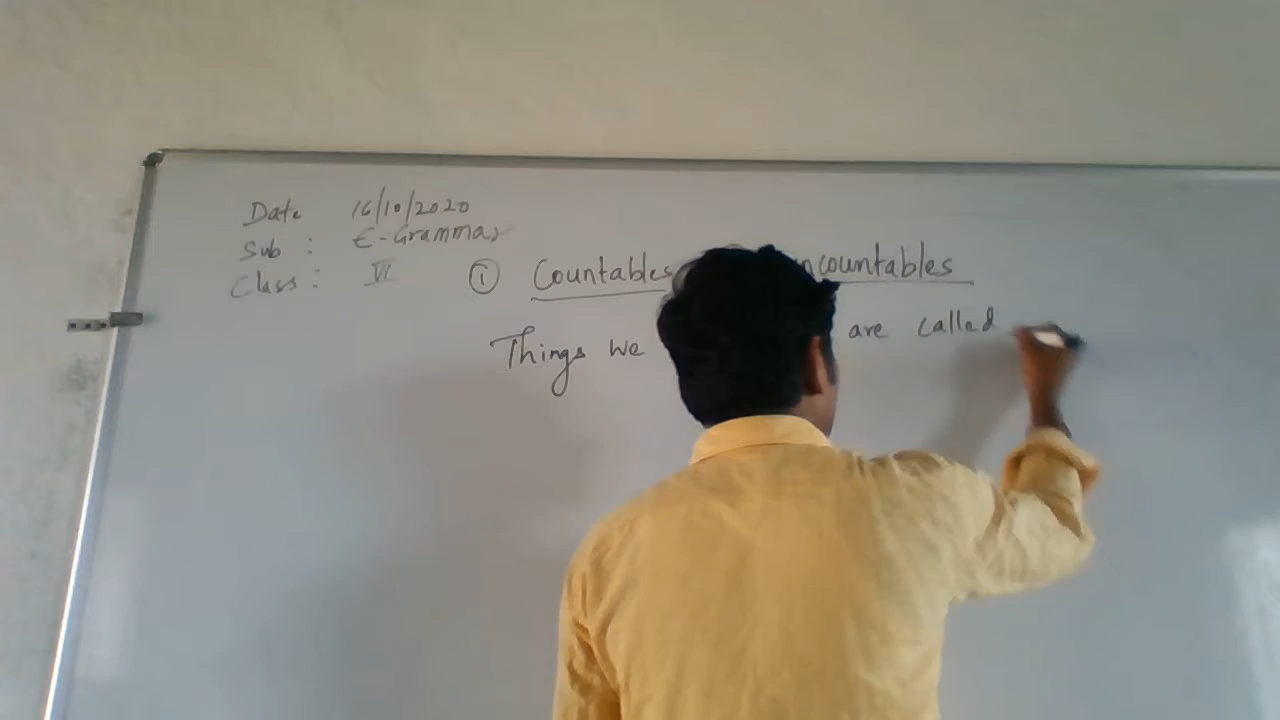 Date 16/10/2020
Sub : E-Grammar
Class : VI
① Countables ncountables
Things we are called